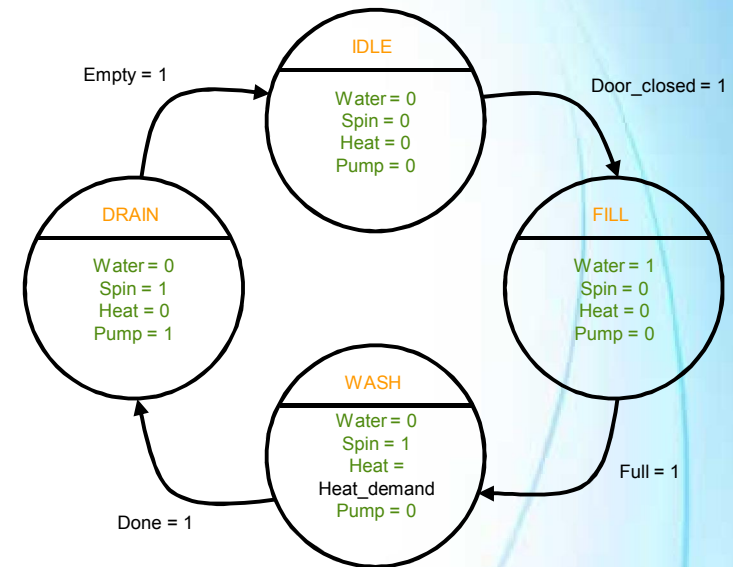 IDLE
Water = 0
Spin = 0
Heat = 0
Pump = 0
Empty = 1
Door_closed = 1
DRAIN
Water = 0
Spin = 1
Heat = 0
Pump = 1
FILL
Water = 1
Spin = 0
Heat = 0
Pump = 0
WASH
Water = 0
Spin = 1
Heat =
Heat_demand
Pump = 0
Full = 1
Done = 1